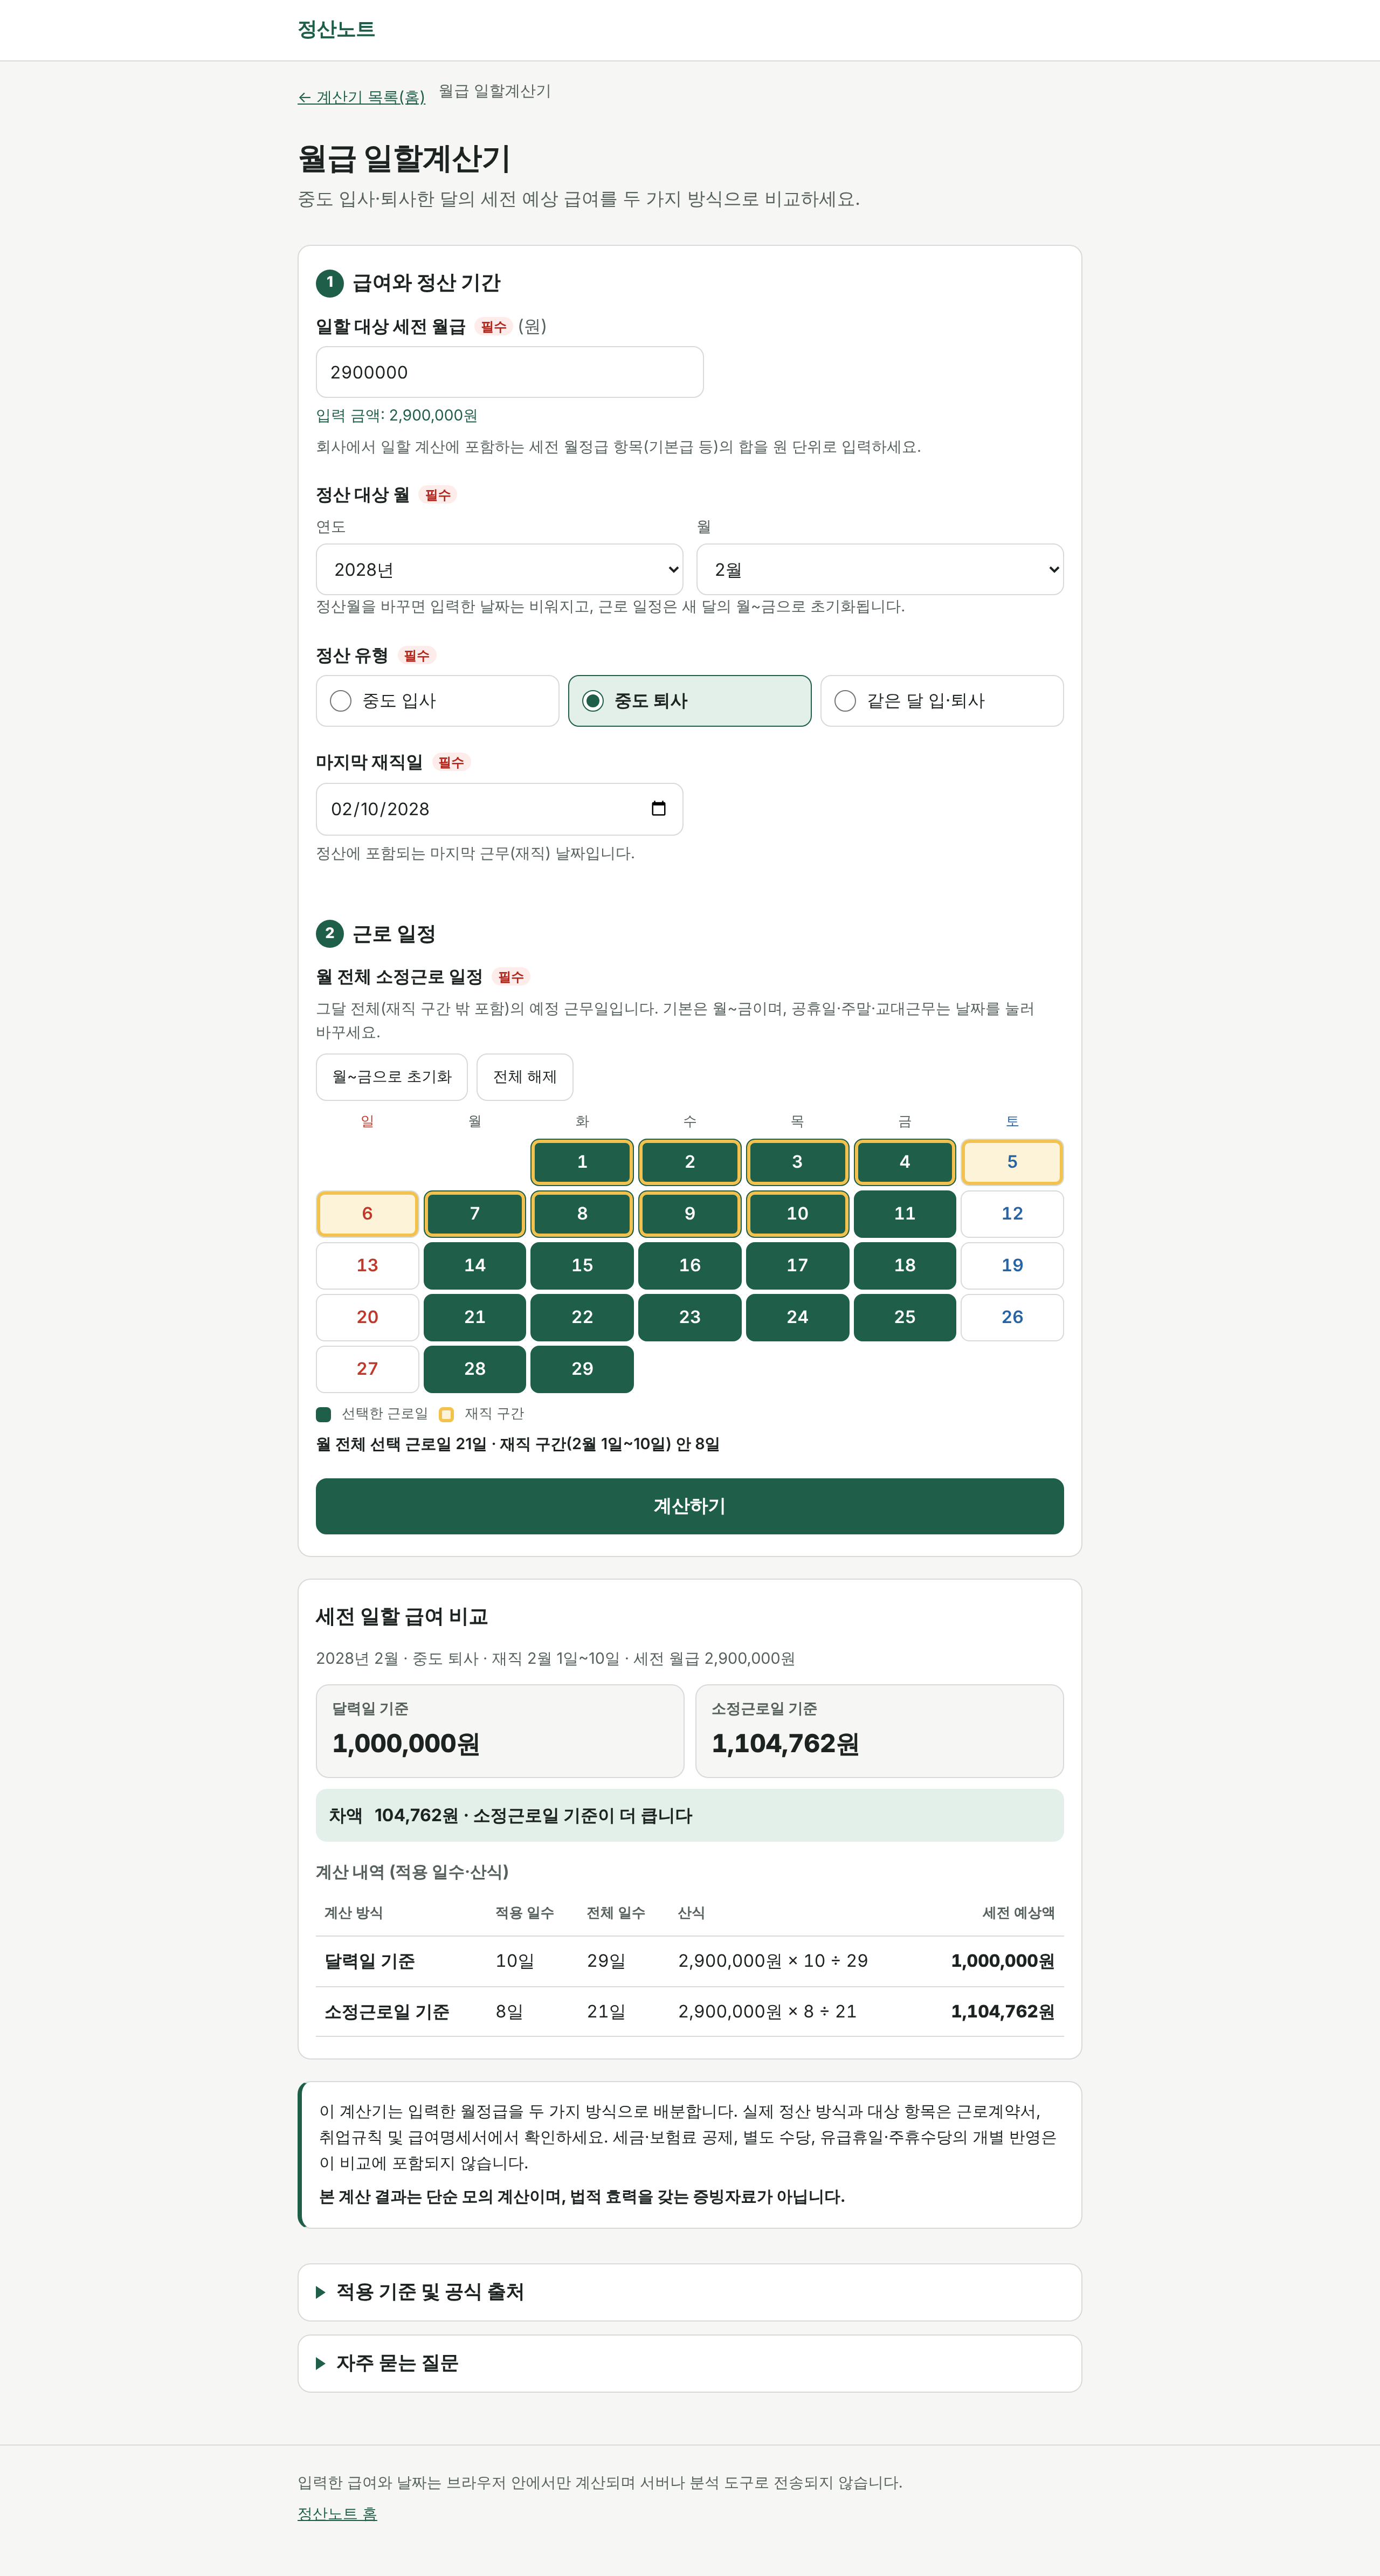 정산노트
← 계산기 목록(홈) 월급 일할계산기
월급 일할계산기
중도 입사·퇴사한 달의 세전 예상 급여를 두 가지 방식으로 비교하세요.
1 급여와 정산 기간
일할 대상 세전 월급 필수 (원)
2900000
입력 금액: 2,900,000원
회사에서 일할 계산에 포함하는 세전 월정급 항목(기본급 등)의 합을 원 단위로 입력하세요.
정산 대상 월 필수
연도 월
2028년 2월
정산월을 바꾸면 입력한 날짜는 비워지고, 근로 일정은 새 달의 월~금으로 초기화됩니다.
정산 유형 필수
중도 입사 중도 퇴사 같은 달 입·퇴사
마지막 재직일 필수
02/10/2028
정산에 포함되는 마지막 근무(재직) 날짜입니다.
2 근로 일정
월 전체 소정근로 일정 필수
그달 전체(재직 구간 밖 포함)의 예정 근무일입니다. 기본은 월~금이며, 공휴일·주말·교대근무는 날짜를 눌러
바꾸세요.
월~금으로 초기화 전체 해제
일 월 화 수 목 금 토
1 2 3 4 5
6 7 8 9 10 11 12
13 14 15 16 17 18 19
20 21 22 23 24 25 26
27 28 29
선택한 근로일 재직 구간
월 전체 선택 근로일 21일 · 재직 구간(2월 1일~10일) 안 8일
계산하기
세전 일할 급여 비교
2028년 2월 · 중도 퇴사 · 재직 2월 1일~10일 · 세전 월급 2,900,000원
달력일 기준 소정근로일 기준
1,000,000원 1,104,762원
차액 104,762원 · 소정근로일 기준이 더 큽니다
계산 내역 (적용 일수·산식)
계산 방식 적용 일수 전체 일수 산식 세전 예상액
달력일 기준 10일 29일 2,900,000원 × 10 ÷ 29 1,000,000원
소정근로일 기준 8일 21일 2,900,000원 × 8 ÷ 21 1,104,762원
이 계산기는 입력한 월정급을 두 가지 방식으로 배분합니다. 실제 정산 방식과 대상 항목은 근로계약서,
취업규칙 및 급여명세서에서 확인하세요. 세금·보험료 공제, 별도 수당, 유급휴일·주휴수당의 개별 반영은
이 비교에 포함되지 않습니다.
본 계산 결과는 단순 모의 계산이며, 법적 효력을 갖는 증빙자료가 아닙니다.
적용 기준 및 공식 출처
자주 묻는 질문
입력한 급여와 날짜는 브라우저 안에서만 계산되며 서버나 분석 도구로 전송되지 않습니다.
정산노트 홈